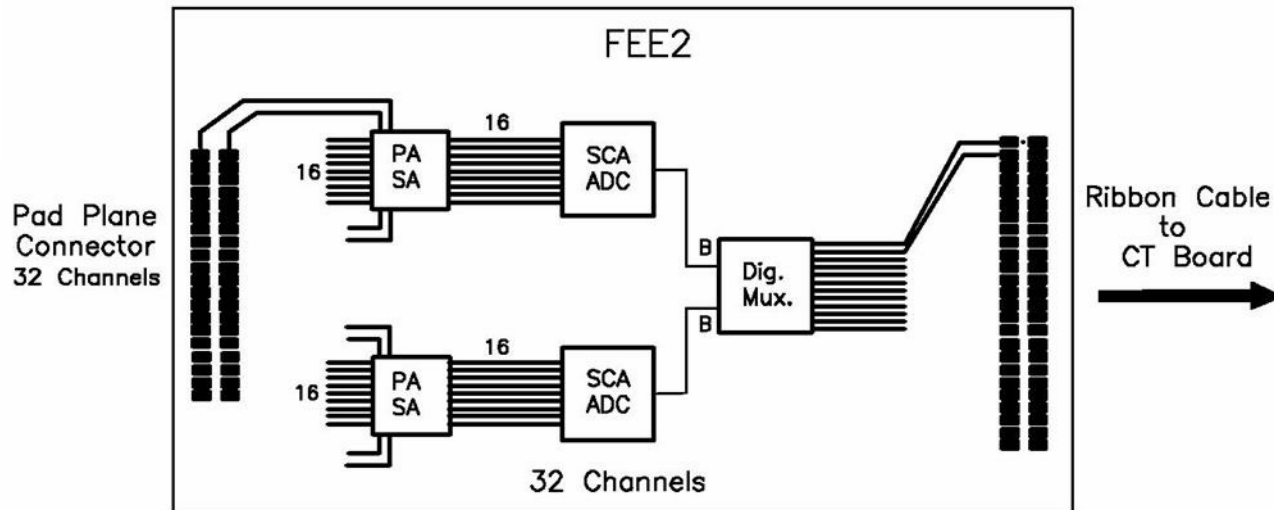 FEE2
Pad Plane
Connector
32 Channels
16
PA
SA
16
SCA
ADC
16
PA
SA
16
SCA
ADC
B
B
Dig.
Mux.
32 Channels
Ribbon Cable
to
CT Board